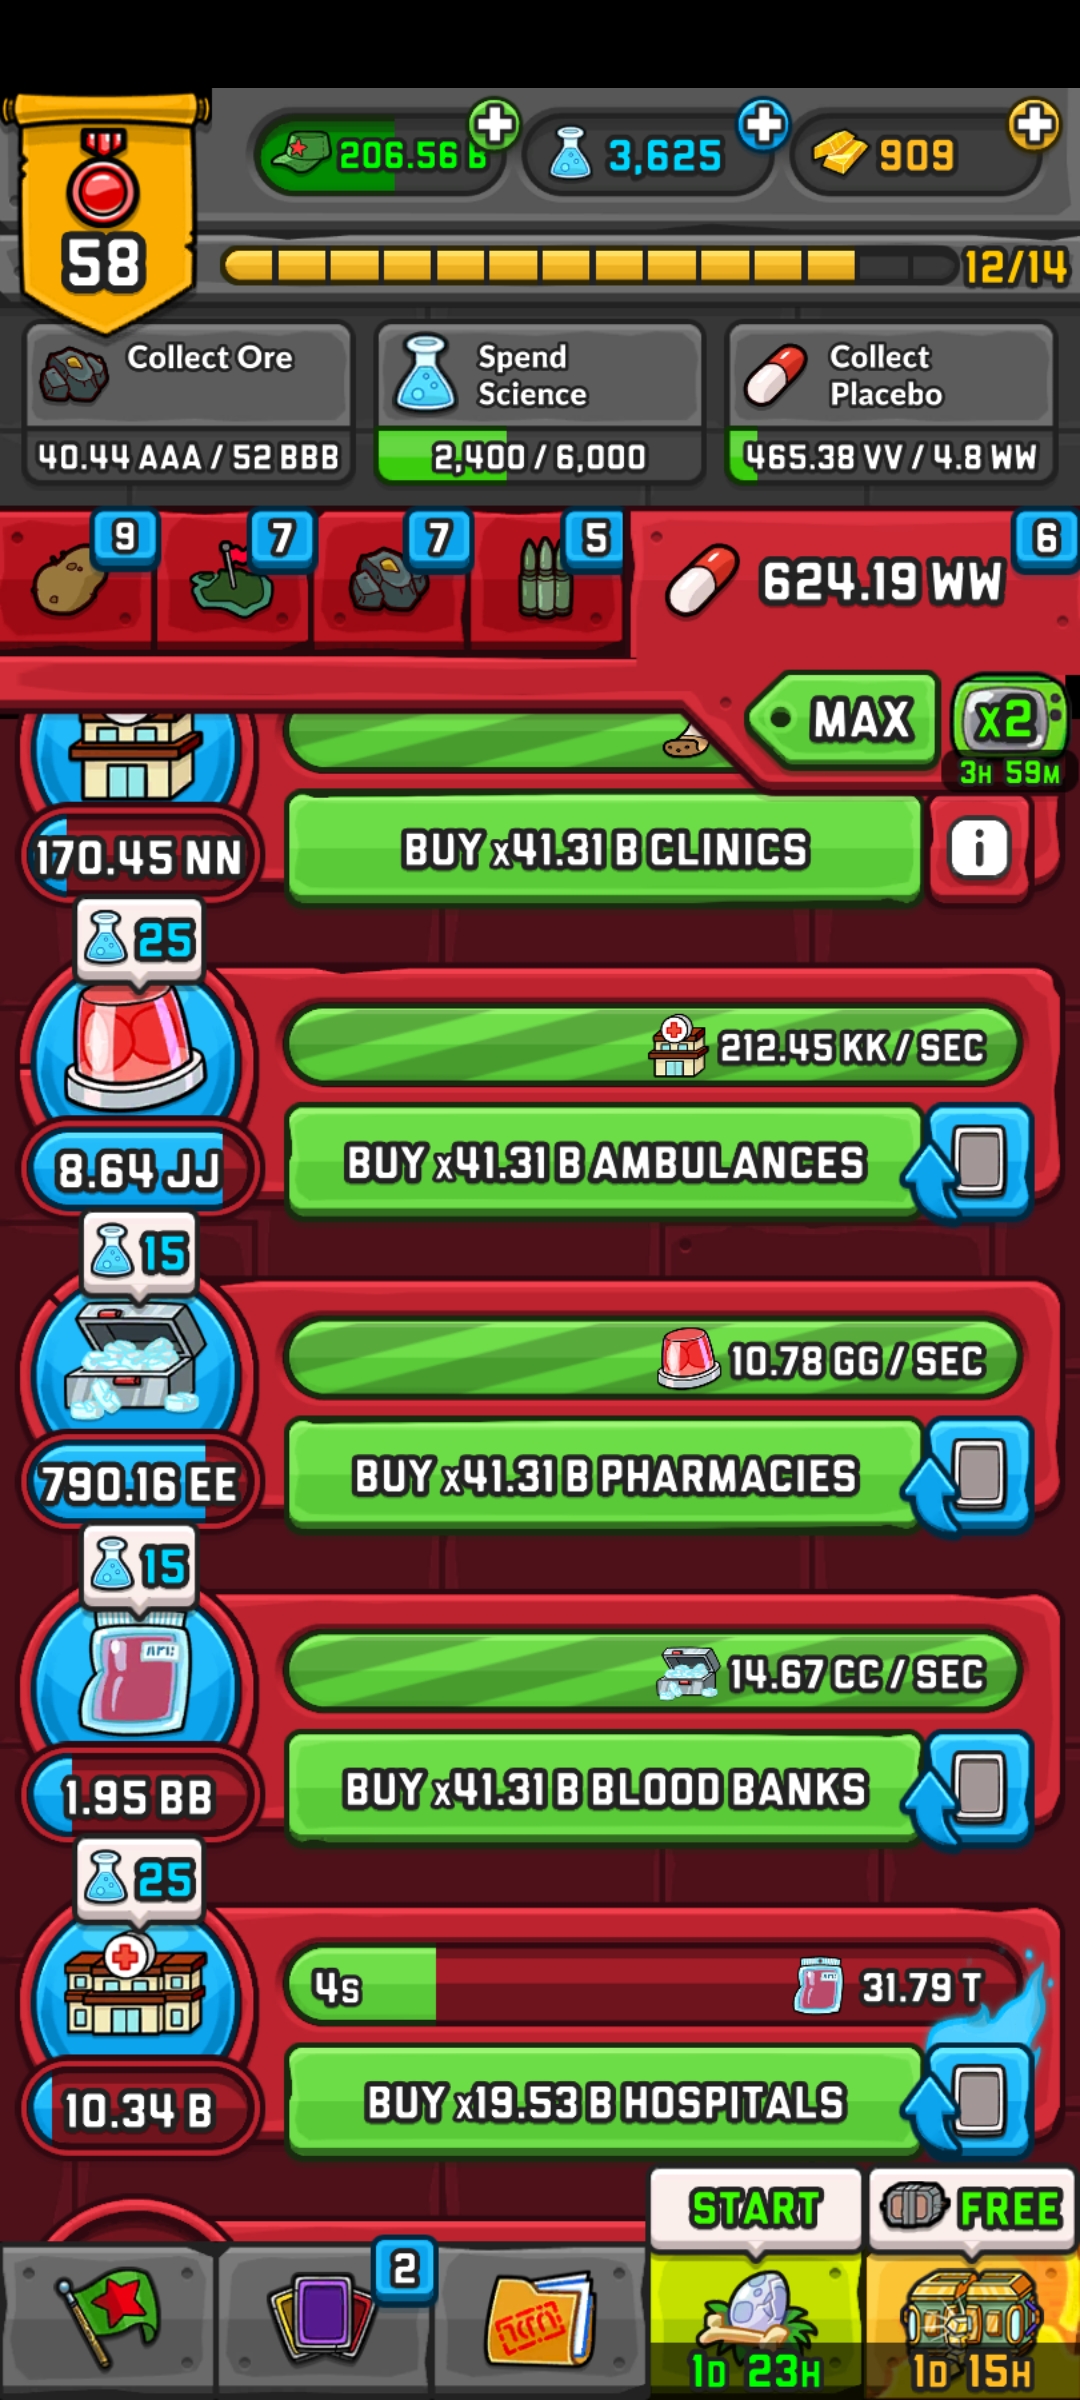 58
206.56 B
3,625
909
12/14
Collect Ore
40.44 AAA / 52 BBB
Spend
Science
2,400 / 6,000
Collect
Placebo
465.38 VV / 4.8 WW
9
7
7
5
6
624.19 WW
MAX
x2
3H 59M
170.45 NN
BUY x41.31 B CLINICS
i
25
212.45 KK / SEC
8.64 JJ
BUY x41.31 B AMBULANCES
15
10.78 GG / SEC
790.16 EE
BUY x41.31 B PHARMACIES
15
14.67 CC / SEC
1.95 BB
BUY x41.31 B BLOOD BANKS
25
4s
31.79 T
10.34 B
BUY x19.53 B HOSPITALS
START
FREE
2
1D 23H
1D 15H